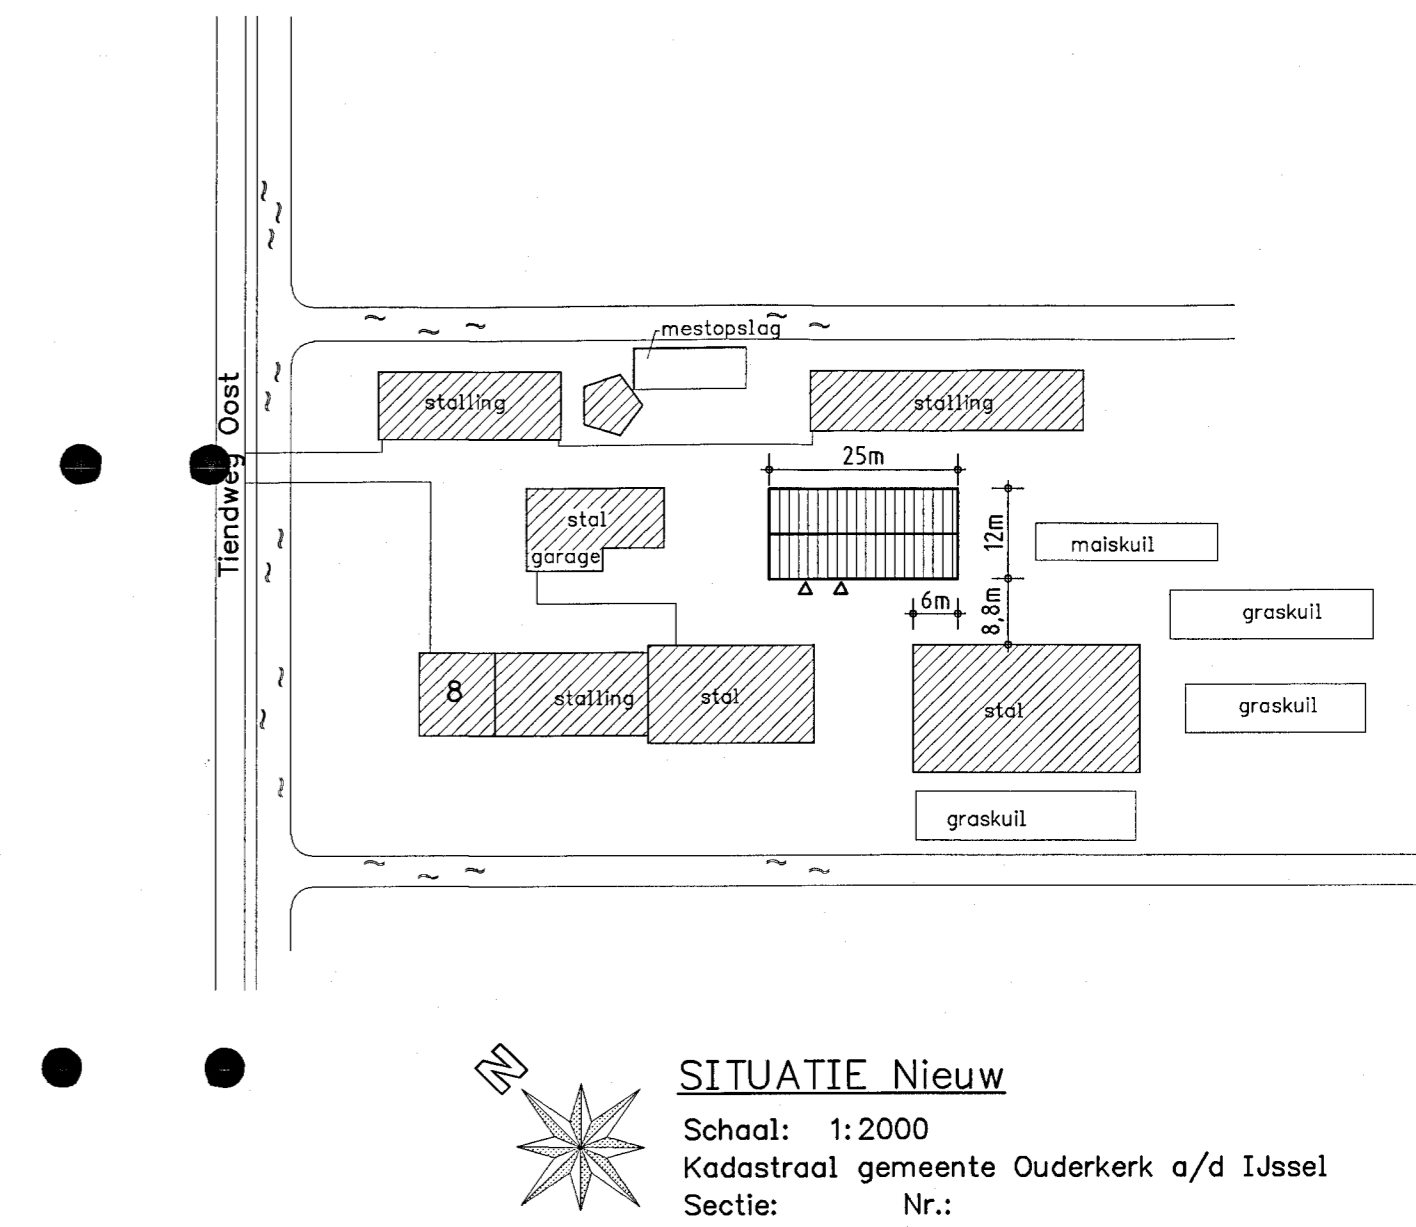 mestopslag
stalling
stalling
Tiendweg Oost
25m
stal
garage
12m
maiskuil
6m
8,8m
graskuil
8
stalling
stal
stal
graskuil
graskuil
N
SITUATIE Nieuw
Schaal: 1:2000
Kadastraal gemeente Ouderkerk a/d IJssel
Sectie: Nr.: